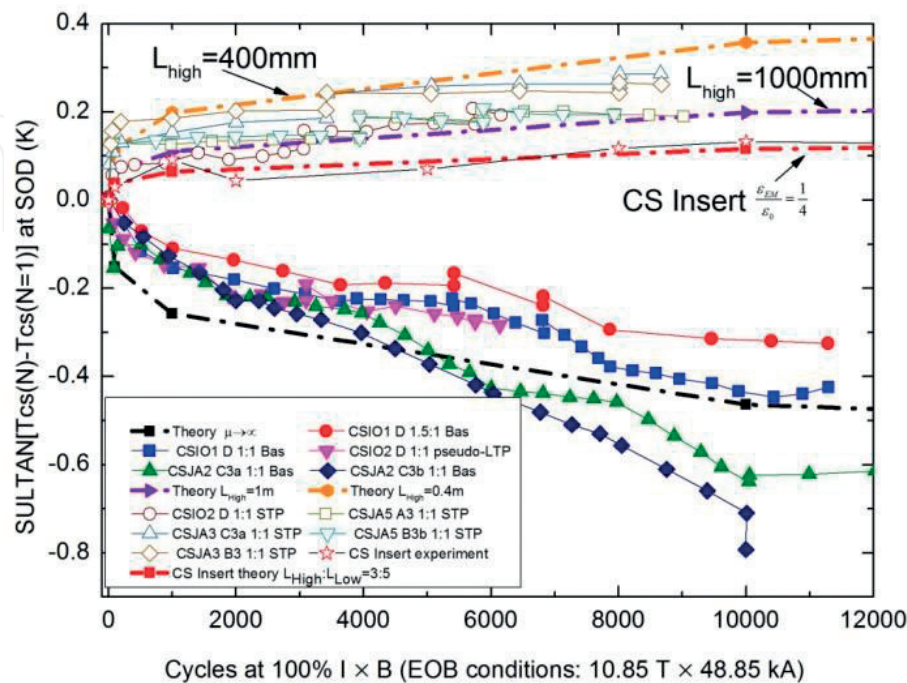 SULTAN[Tcs(N)-Tcs(N=1)] at SOD (K)
0.4
0.2
0.0
-0.2
-0.4
-0.6
-0.8
L_high=400mm
L_high=1000mm
CS Insert ε_EM/ε_0 = 1/4
Theory μ→∞
CSIO1 D 1.5:1 Bas
CSIO1 D 1:1 Bas
CSIO2 D 1:1 pseudo-LTP
CSJA2 C3a 1:1 Bas
CSJA2 C3b 1:1 Bas
Theory L_High=1m
Theory L_High=0.4m
CSIO2 D 1:1 STP
CSJA5 A3 1:1 STP
CSJA3 C3a 1:1 STP
CSJA5 B3b 1:1 STP
CSJA3 B3 1:1 STP
CS Insert experiment
CS Insert theory L_High:L_Low=3:5
0 2000 4000 6000 8000 10000 12000
Cycles at 100% I × B (EOB conditions: 10.85 T × 48.85 kA)